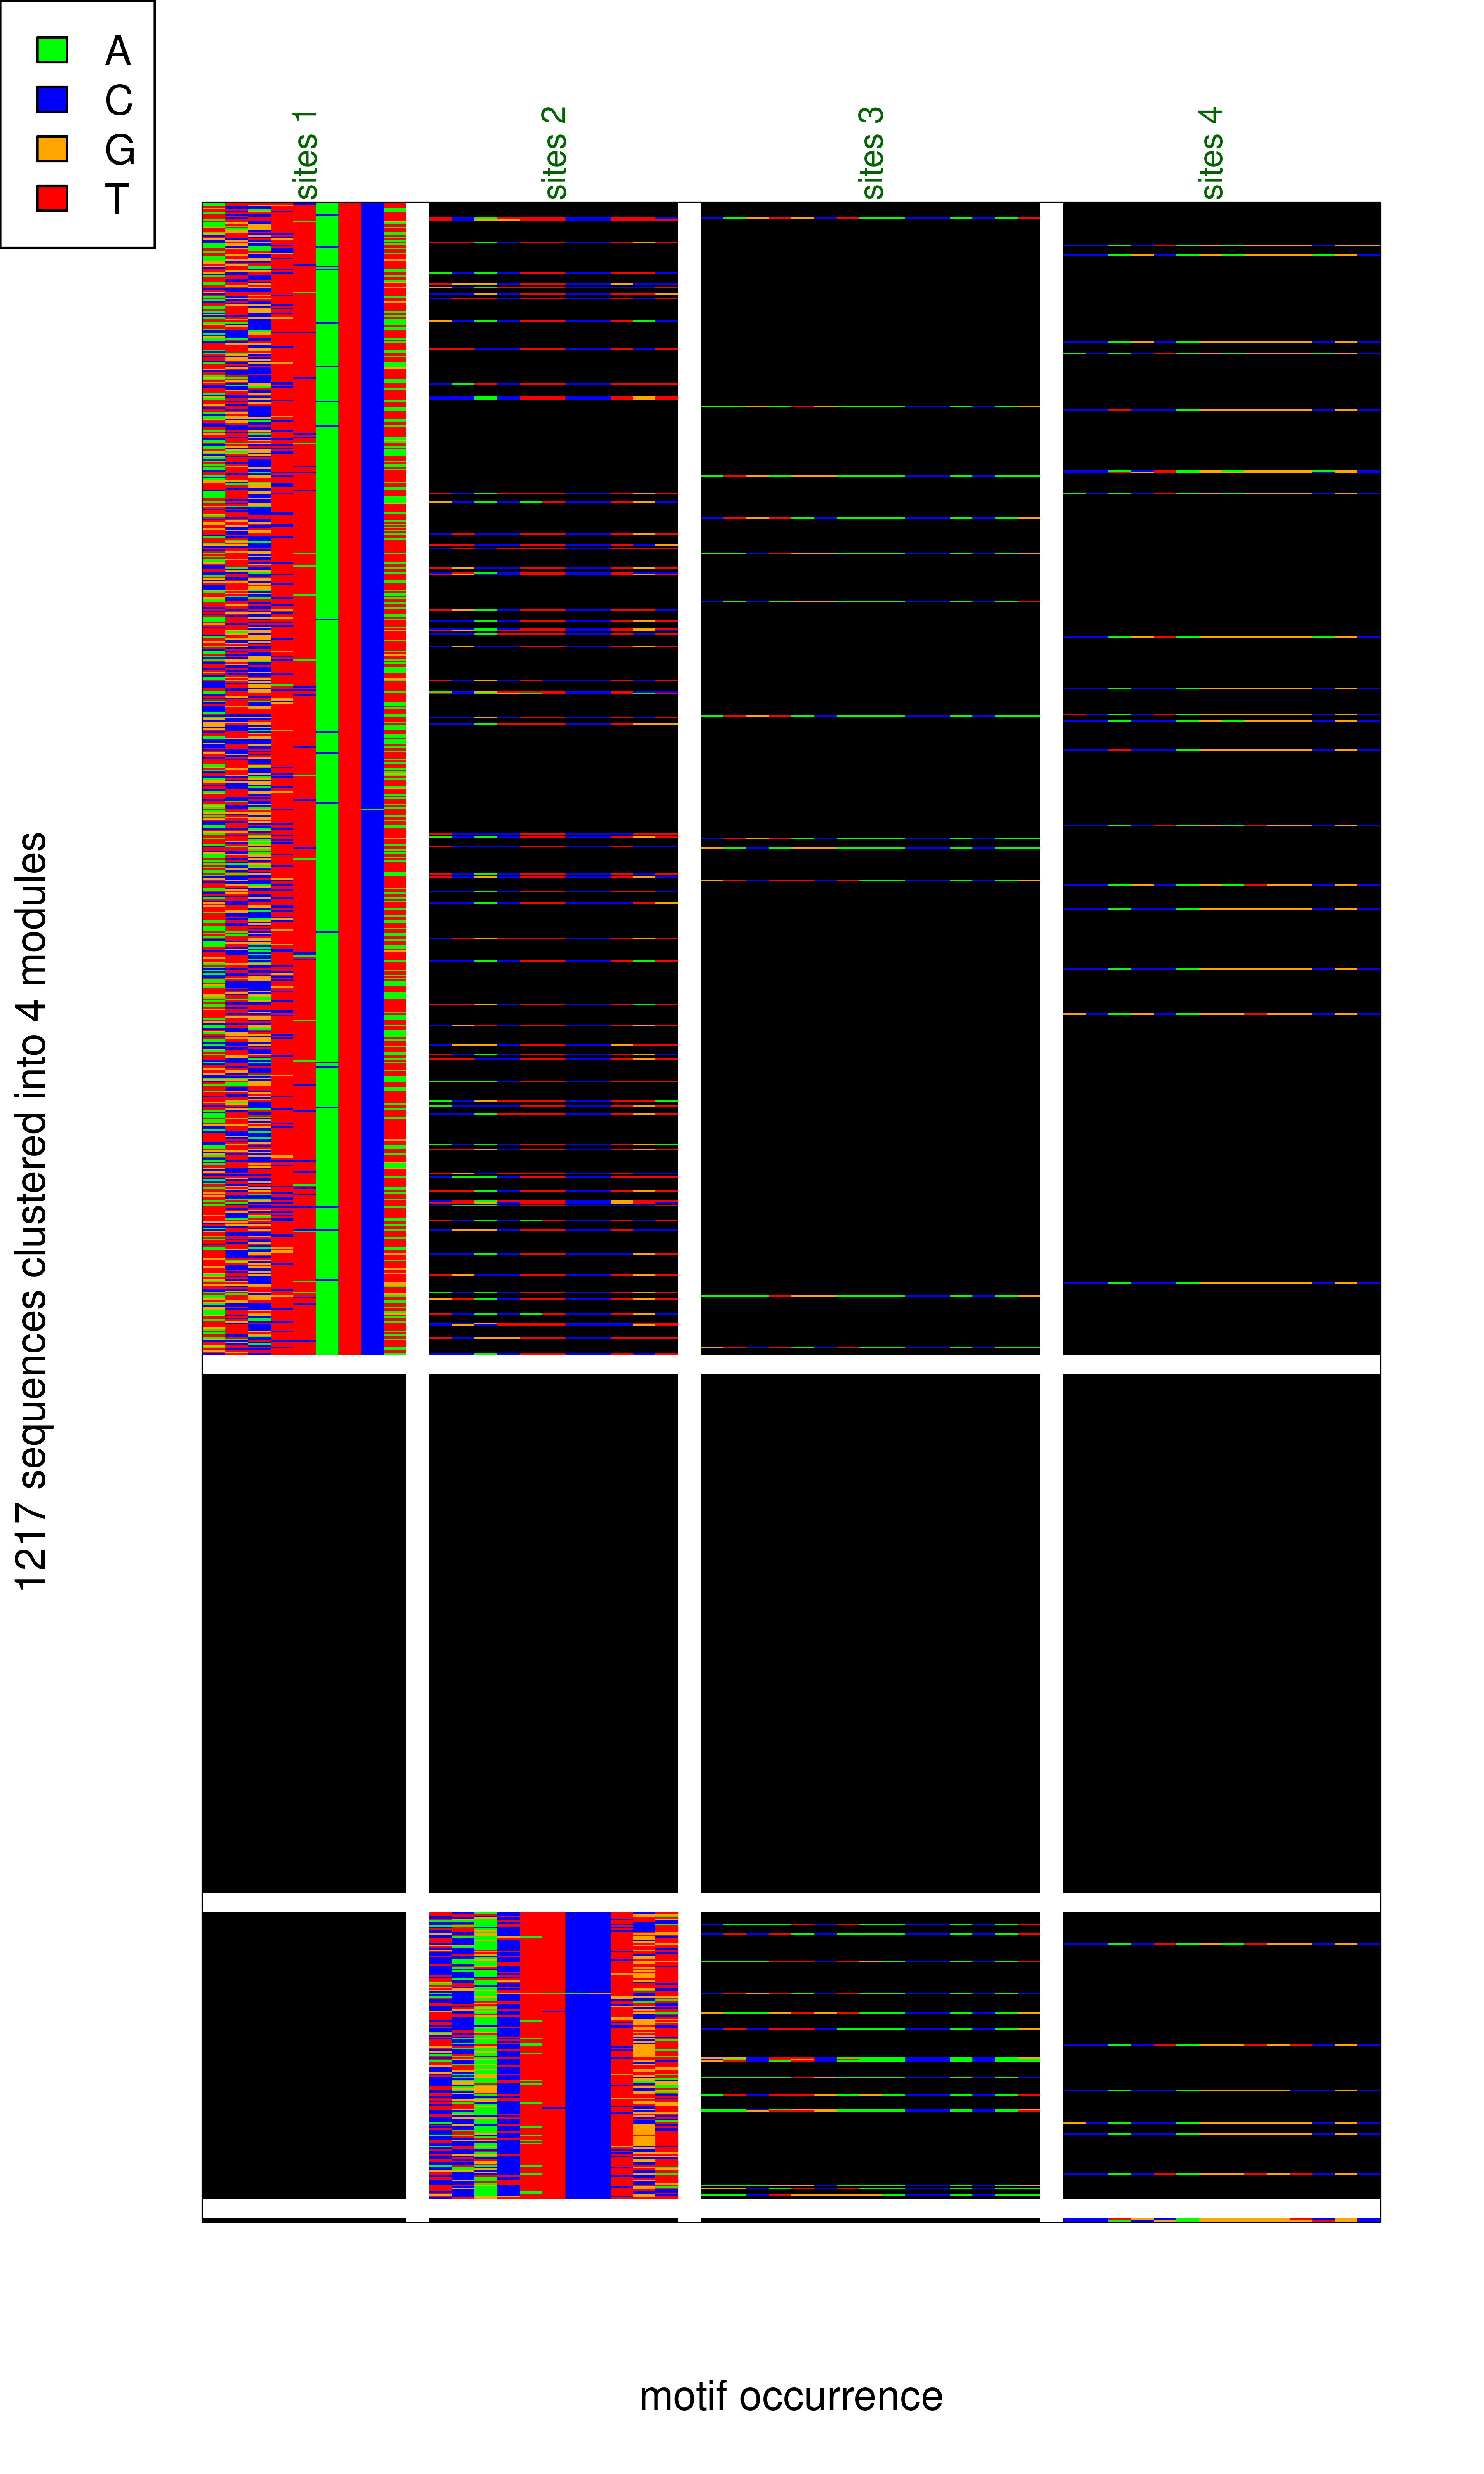 A
C
G
T
sites 1
sites 2
sites 3
sites 4
1217 sequences clustered into 4 modules
motif occurrence